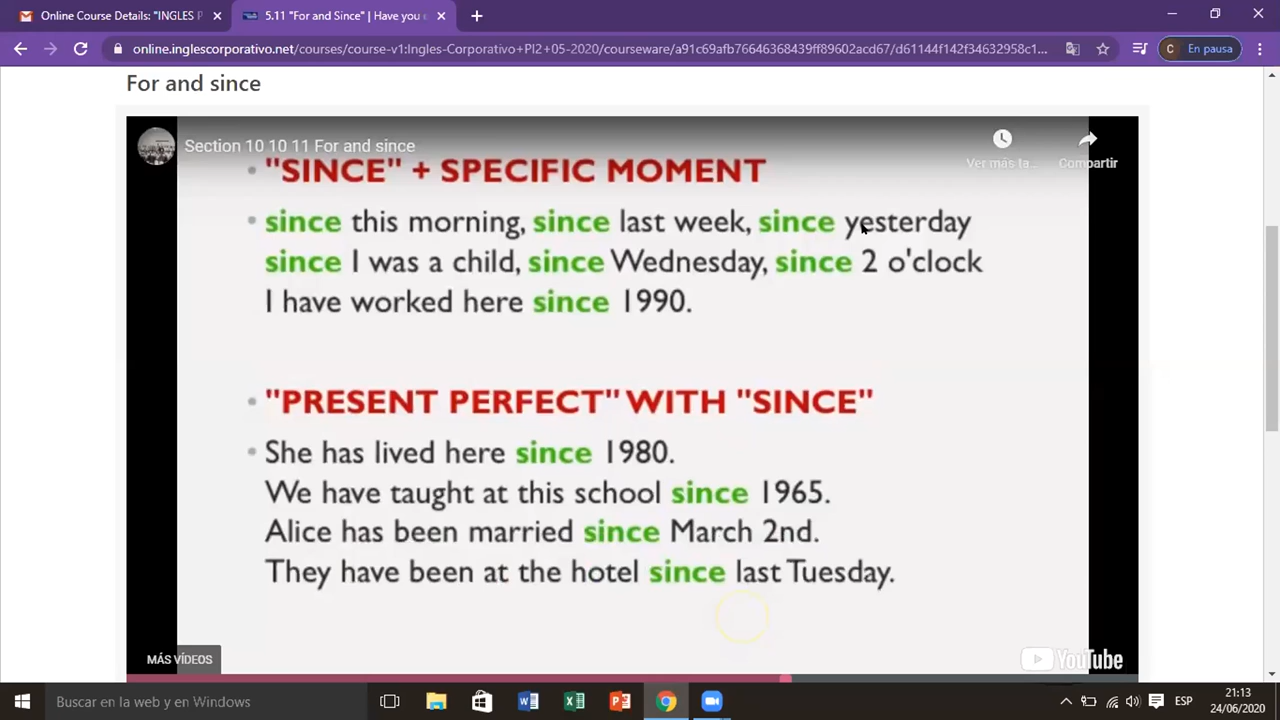 Online Course Details: "INGLES P
5.11 "For and Since" | Have you e
online.inglescorporativo.net/courses/course-v1:Ingles-Corporativo+PI2+05-2020/courseware/a91c69afb76646368439ff89602acd67/d61144f142f34632958c1...
C En pausa
For and since
Section 10 10 11 For and since
Ver más ta...
Compartir
"SINCE" + SPECIFIC MOMENT
since this morning, since last week, since yesterday
since I was a child, since Wednesday, since 2 o'clock
I have worked here since 1990.
"PRESENT PERFECT" WITH "SINCE"
She has lived here since 1980.
We have taught at this school since 1965.
Alice has been married since March 2nd.
They have been at the hotel since last Tuesday.
MÁS VÍDEOS
YouTube
Buscar en la web y en Windows
ESP
21:13
24/06/2020